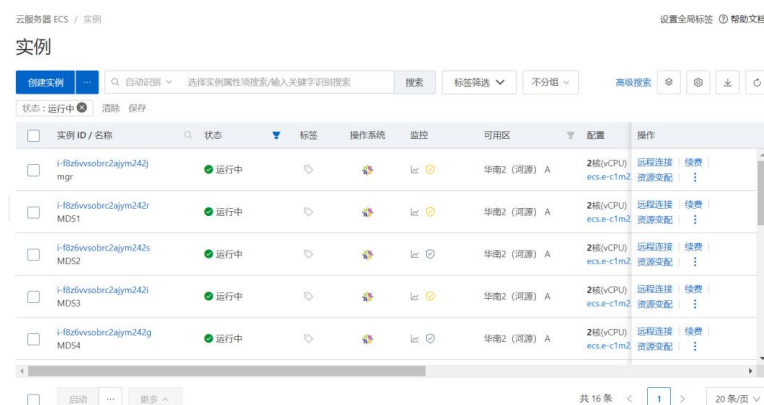 云服务器 ECS / 实例
设置全局标签 帮助文档
实例
创建实例 ... 自动识别 选择实例属性项搜索/输入关键字识别搜索 搜索 标签筛选 不分组 高级搜索
状态：运行中 清除 保存
实例 ID / 名称 状态 标签 操作系统 监控 可用区 配置 操作
i-f8z6vvsobrc2ajym242j 运行中 华南2（河源） A 2核(vCPU) 远程连接 续费
mgr ecs.e-c1m2 资源变配
i-f8z6vvsobrc2ajym242r 运行中 华南2（河源） A 2核(vCPU) 远程连接 续费
MDS1 ecs.e-c1m2 资源变配
i-f8z6vvsobrc2ajym242s 运行中 华南2（河源） A 2核(vCPU) 远程连接 续费
MDS2 ecs.e-c1m2 资源变配
i-f8z6vvsobrc2ajym242i 运行中 华南2（河源） A 2核(vCPU) 远程连接 续费
MDS3 ecs.e-c1m2 资源变配
i-f8z6vvsobrc2ajym242g 运行中 华南2（河源） A 2核(vCPU) 远程连接 续费
MDS4 ecs.e-c1m2 资源变配
启动 ... 更多 共 16 条 < 1 > 20 条/页